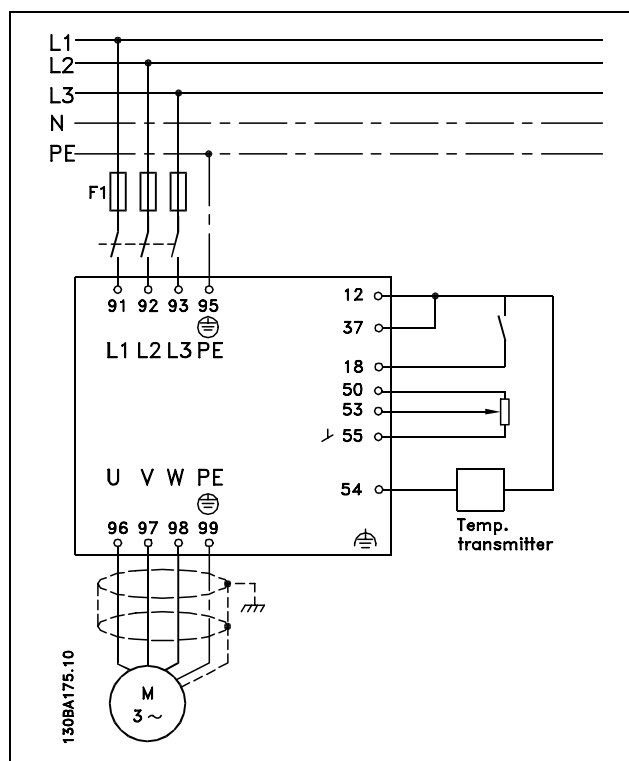 L1
L2
L3
N
PE
F1
91 92 93 95
L1 L2 L3 PE
12
37
18
50
53
55
54
U V W PE
96 97 98 99
Temp.
transmitter
M
3 ~
130BA175.10